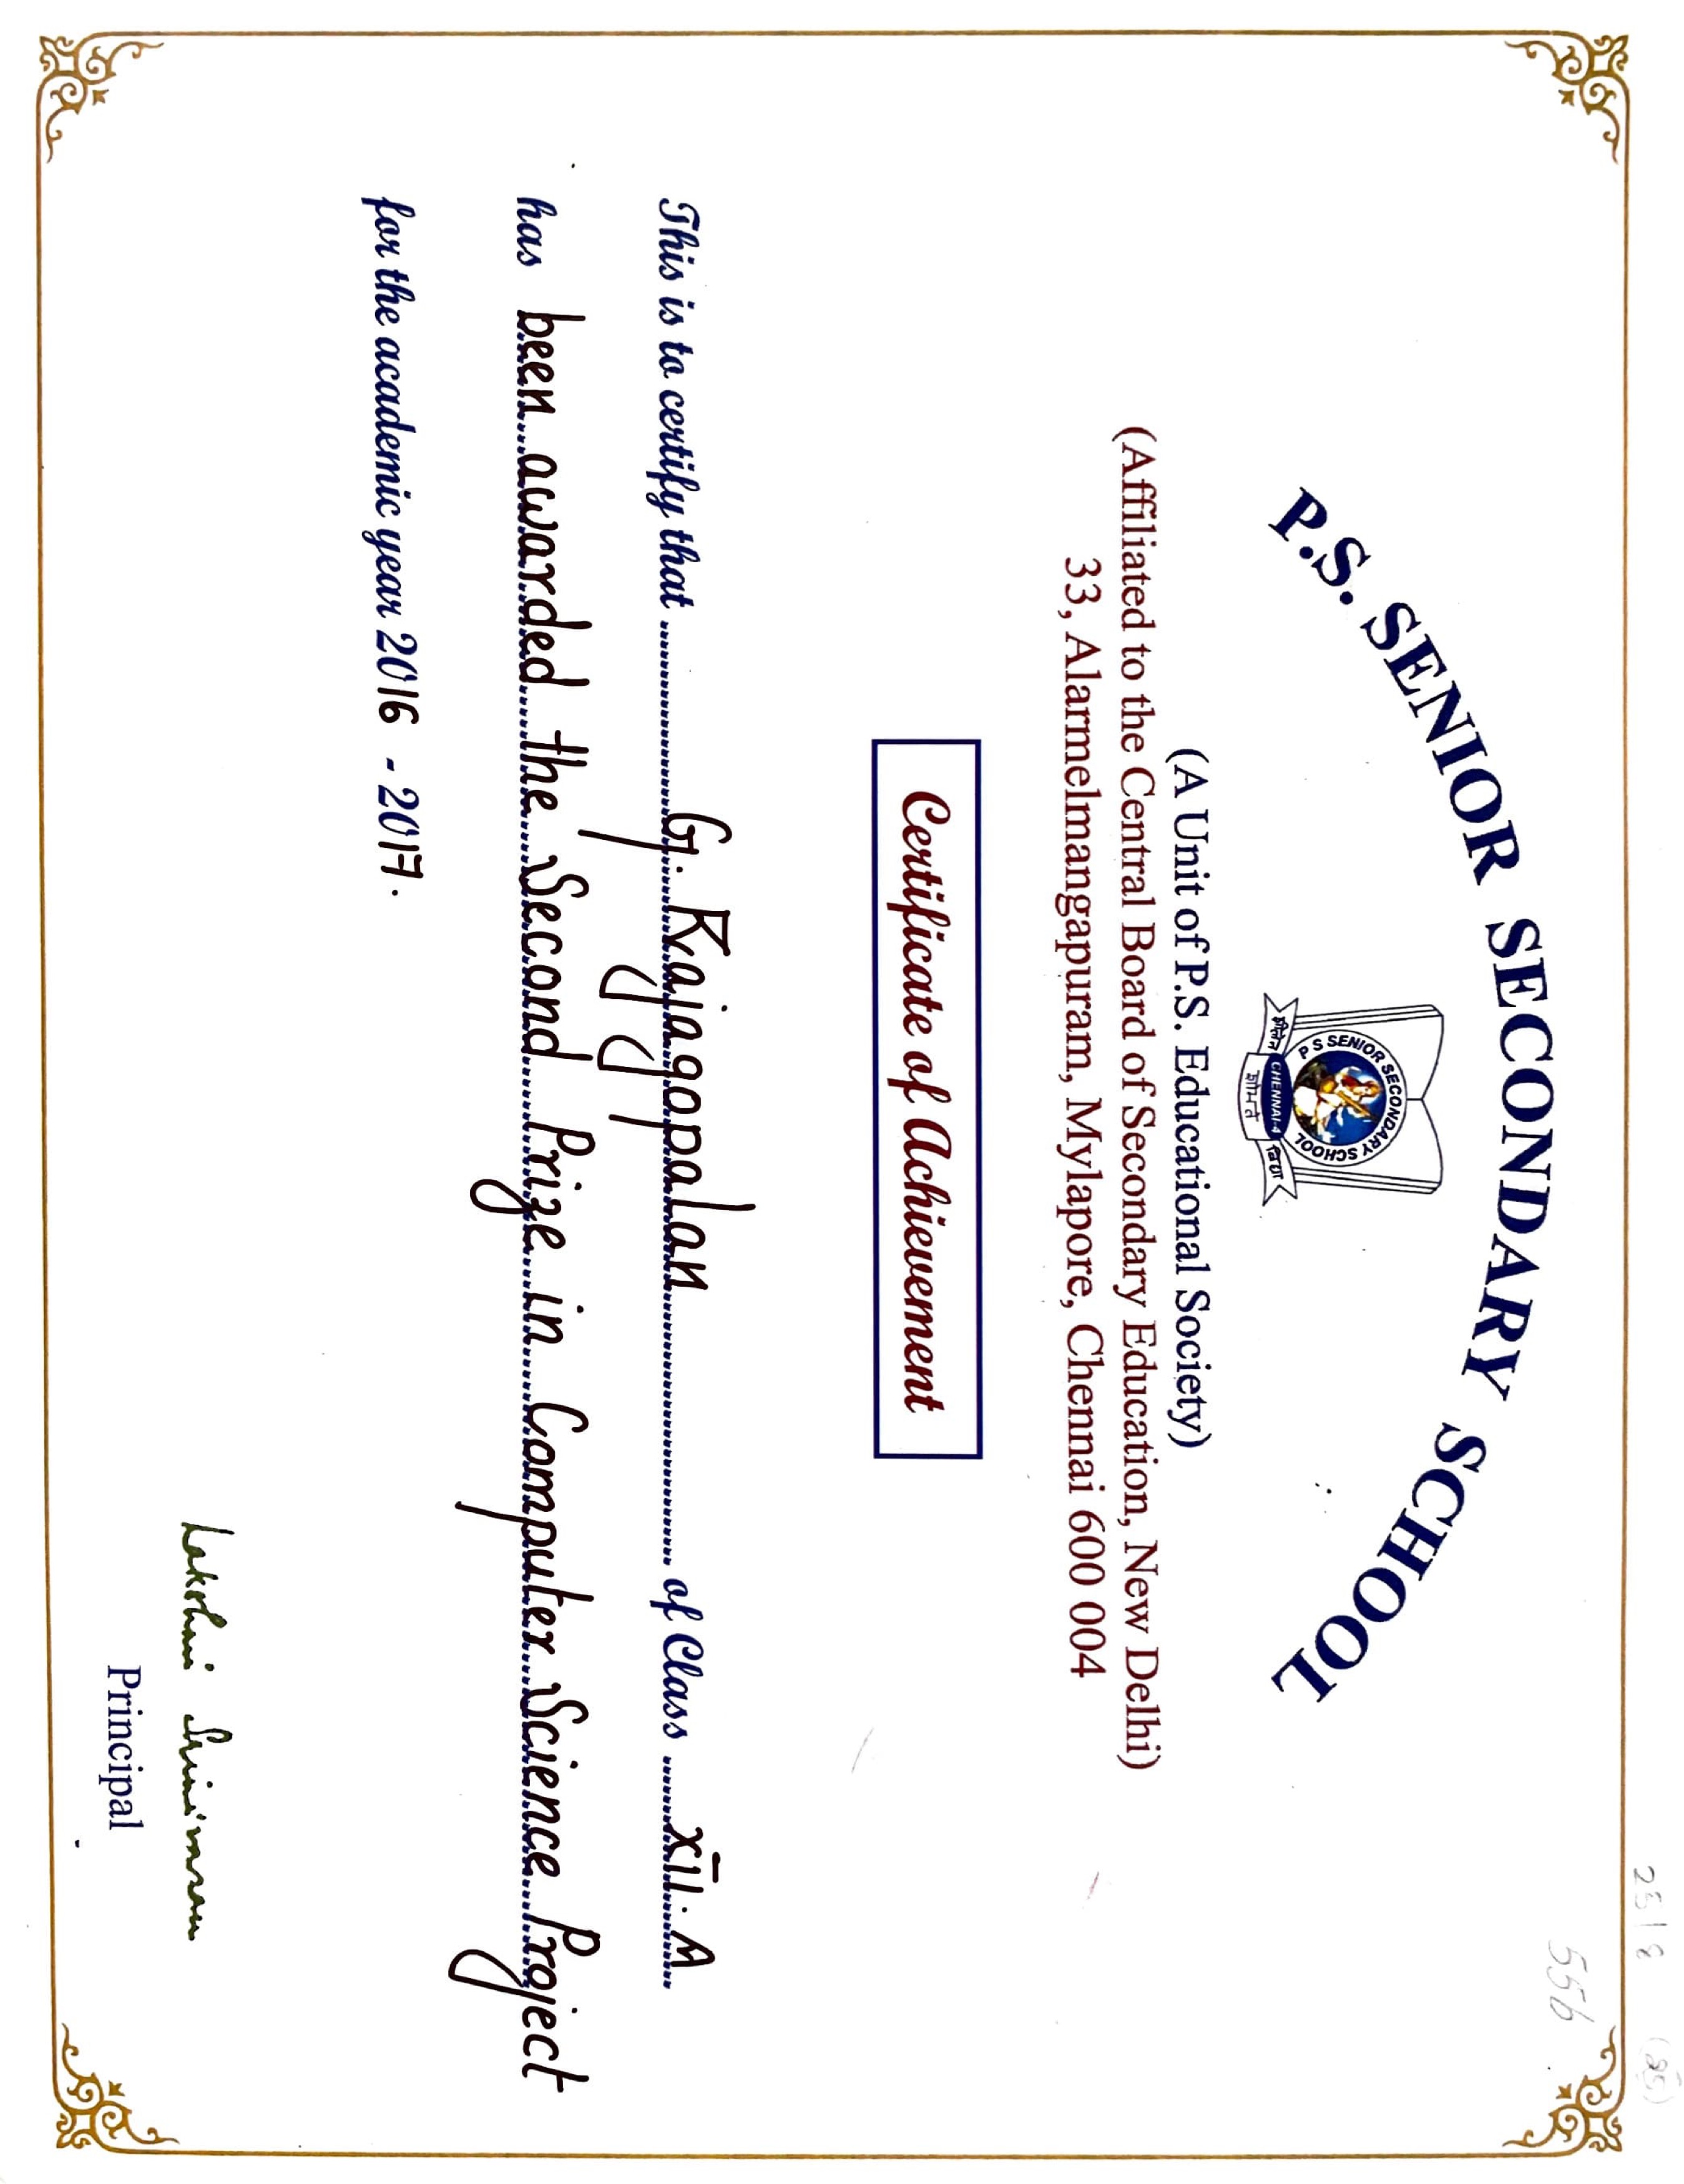 25/8 (85)
556
P.S. SENIOR SECONDARY SCHOOL
P S SENIOR SECONDARY SCHOOL
CHENNAI-4
शीलेन विद्या
शोभते
(A Unit of P.S. Educational Society)
(Affiliated to the Central Board of Secondary Education, New Delhi)
33, Alarmelmangapuram, Mylapore, Chennai 600 004
Certificate of Achievement
This is to certify that G. Rajagopalan of Class XII. A
has been awarded the Second Prize in Computer Science Project
for the academic year 2016 - 2017.
Lakshmi Srinivasan
Principal